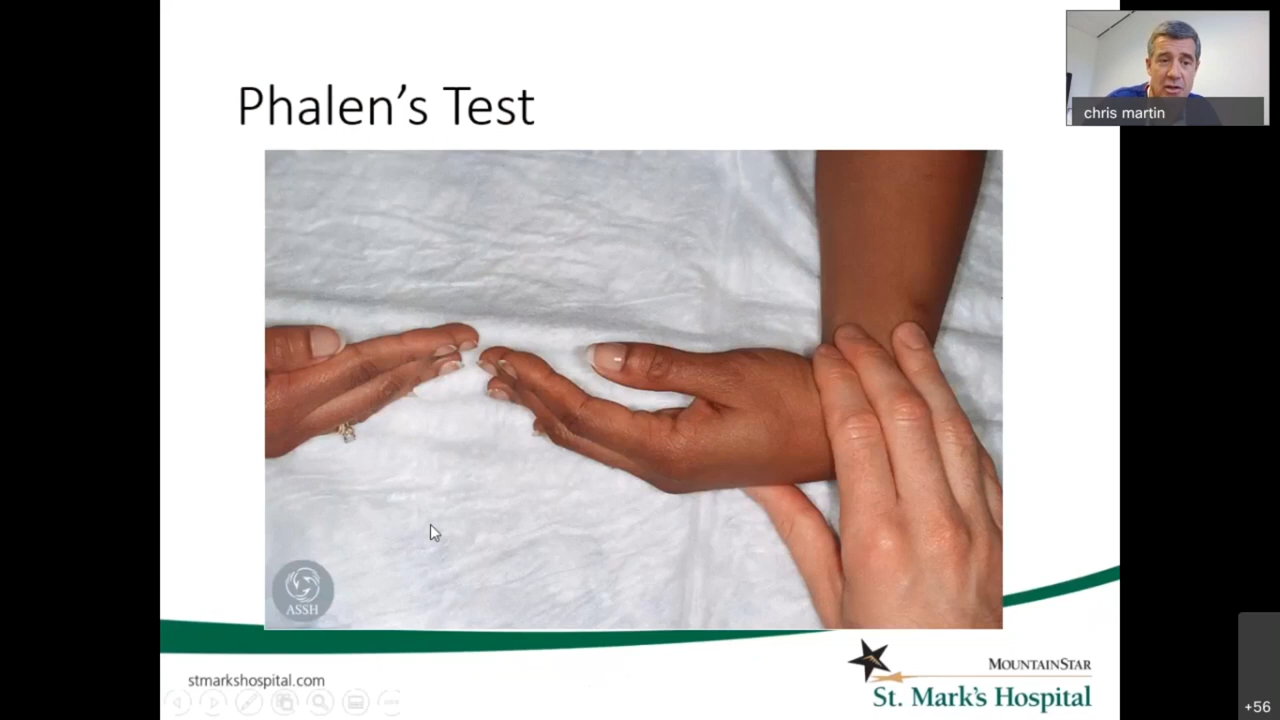 Phalen's Test
chris martin
ASSH
stmarkshospital.com
MOUNTAINSTAR
St. Mark's Hospital
+56